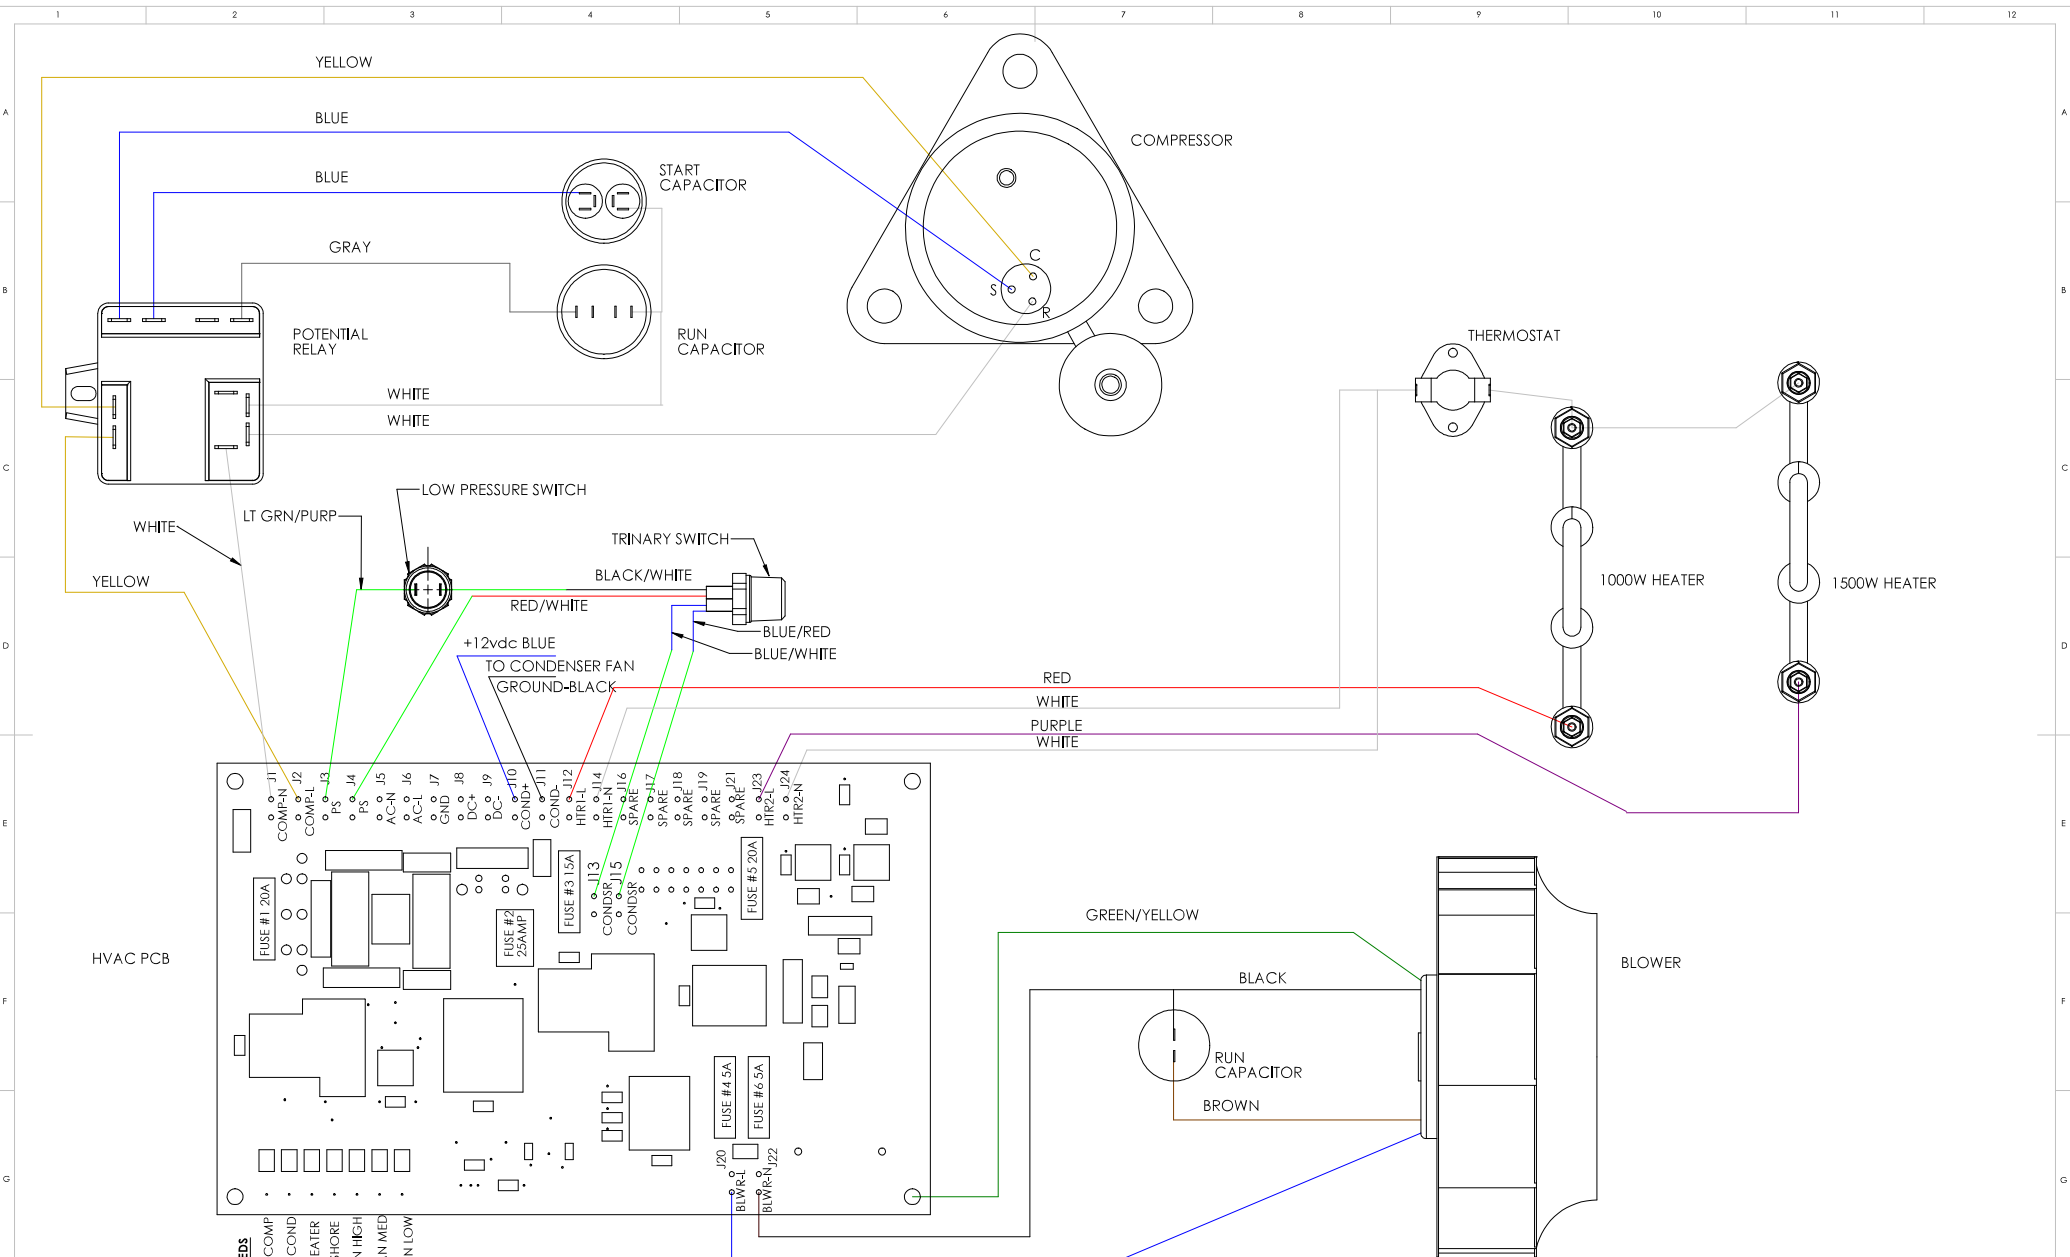 1 2 3 4 5 6 7 8 9 10 11 12
A
B
C
D
E
F
G
A
B
C
D
E
F
G
YELLOW
BLUE
BLUE
GRAY
START
CAPACITOR
COMPRESSOR
C
S
R
POTENTIAL
RELAY
RUN
CAPACITOR
WHITE
WHITE
THERMOSTAT
LOW PRESSURE SWITCH
LT GRN/PURP
WHITE
TRINARY SWITCH
BLACK/WHITE
YELLOW
RED/WHITE
1000W HEATER
1500W HEATER
BLUE/RED
BLUE/WHITE
+12vdc BLUE
TO CONDENSER FAN
GROUND-BLACK
RED
WHITE
PURPLE
WHITE
J1 COMP-N
J2 COMP-L
J3 PS
J4 PS
J5 AC-N
J6 AC-L
J7 GND
J8 DC+
J9 DC-
J10 COND+
J11 COND-
J12 HTR1-L
J14 HTR1-N
J16 SPARE
J17 SPARE
J18 SPARE
J19 SPARE
J21 SPARE
J23 HTR2-L
J24 HTR2-N
FUSE #1 20A
FUSE #2
25AMP
FUSE #3 15A
J13 CONDSR
J15 CONDSR
FUSE #5 20A
HVAC PCB
GREEN/YELLOW
BLACK
BLOWER
RUN
CAPACITOR
BROWN
FUSE #4 5A
FUSE #6 5A
J20 BLWR-L
J22 BLWR-N
EDS
COMP
COND
EATER
SHORE
N HIGH
AN MED
N LOW